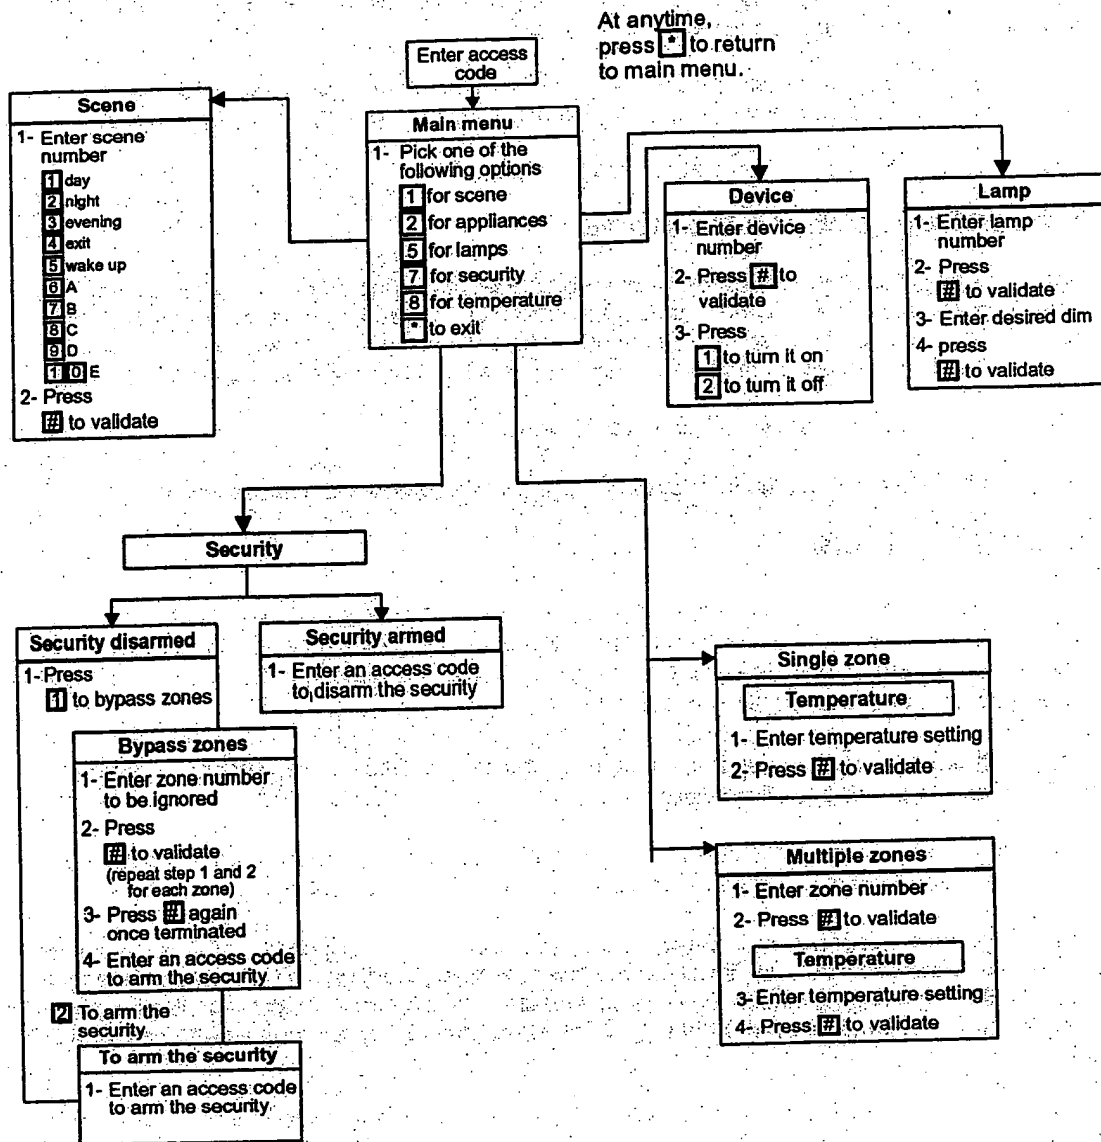 At anytime,
press * to return
to main menu.
Enter access
code
Scene
1- Enter scene
number
1 day
2 night
3 evening
4 exit
5 wake up
6 A
7 B
8 C
9 D
1 0 E
2- Press
# to validate
Main menu
1- Pick one of the
following options
1 for scene
2 for appliances
5 for lamps
7 for security
8 for temperature
* to exit
Device
1- Enter device
number
2- Press # to
validate
3- Press
1 to turn it on
2 to turn it off
Lamp
1- Enter lamp
number
2- Press
# to validate
3- Enter desired dim
4- press
# to validate
Security
Security disarmed
1- Press
1 to bypass zones
Security armed
1- Enter an access code
to disarm the security
Bypass zones
1- Enter zone number
to be ignored
2- Press
# to validate
(repeat step 1 and 2
for each zone)
3- Press # again
once terminated
4- Enter an access code
to arm the security
2 To arm the
security
To arm the security
1- Enter an access code
to arm the security
Single zone
Temperature
1- Enter temperature setting
2- Press # to validate
Multiple zones
1- Enter zone number
2- Press # to validate
Temperature
3- Enter temperature setting
4- Press # to validate